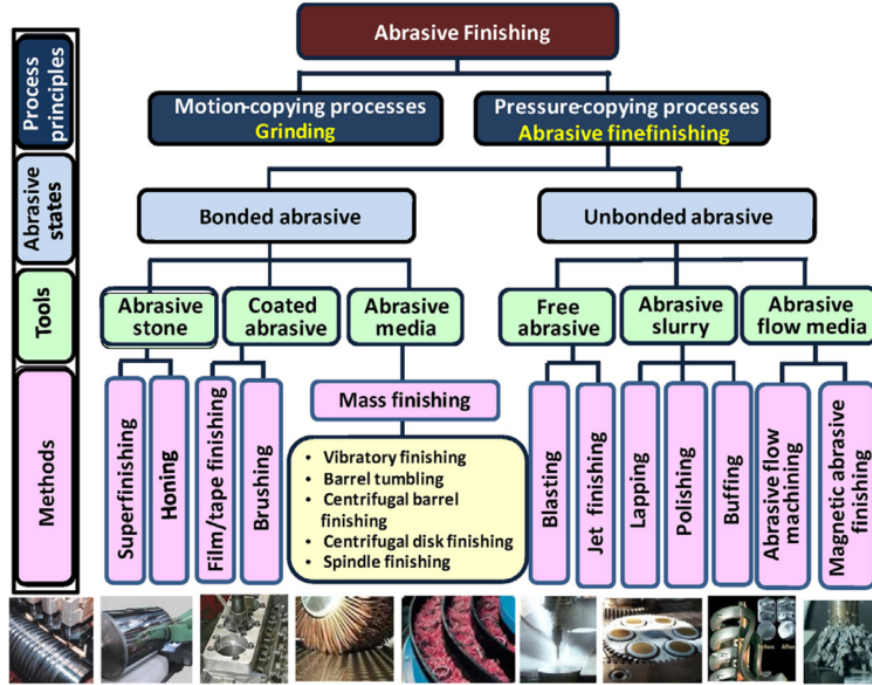 Abrasive Finishing
Process
principles
Motion-copying processes
Grinding
Pressure-copying processes
Abrasive finefinishing
Abrasive
states
Bonded abrasive
Unbonded abrasive
Tools
Abrasive
stone
Coated
abrasive
Abrasive
media
Free
abrasive
Abrasive
slurry
Abrasive
flow media
Methods
Superfinishing
Honing
Film/tape finishing
Brushing
Mass finishing
• Vibratory finishing
• Barrel tumbling
• Centrifugal barrel
finishing
• Centrifugal disk finishing
• Spindle finishing
Blasting
Jet finishing
Lapping
Polishing
Buffing
Abrasive flow
machining
Magnetic abrasive
finishing